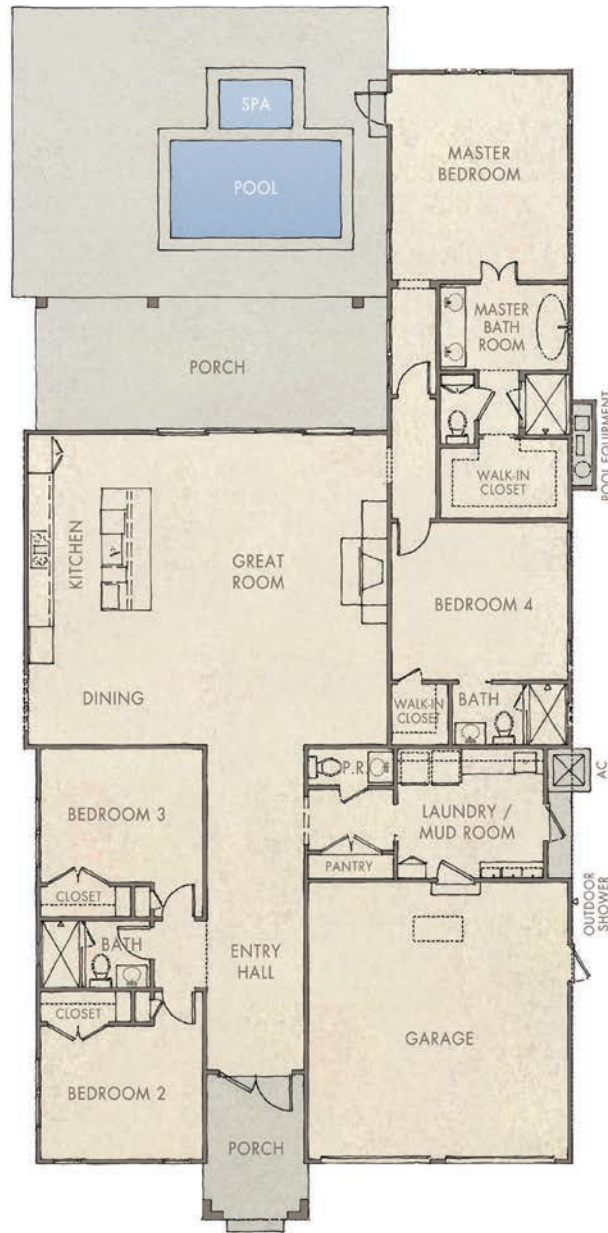 SPA
POOL
MASTER
BEDROOM
MASTER
BATH
ROOM
PORCH
POOL EQUIPMENT
WALK-IN
CLOSET
KITCHEN
GREAT
ROOM
BEDROOM 4
DINING
WALK-IN
CLOSET
BATH
P.R.
AC
BEDROOM 3
LAUNDRY /
MUD ROOM
PANTRY
CLOSET
OUTDOOR
SHOWER
BATH
ENTRY
HALL
CLOSET
GARAGE
BEDROOM 2
PORCH